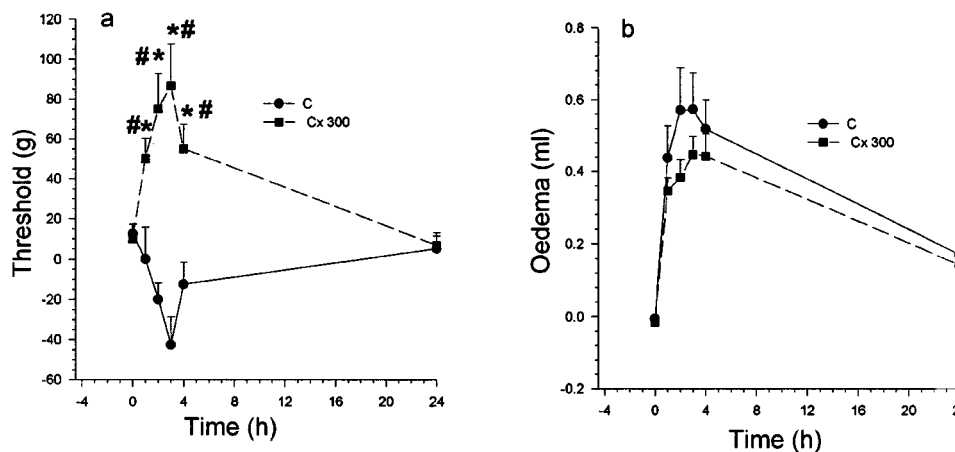 a
Threshold (g)
120
100
80
60
40
20
0
-20
-40
-60
*#
#*
#*
*#
C
Cx 300
-4 0 4 8 12 16 20 24
Time (h)
b
Oedema (ml)
0.8
0.6
0.4
0.2
0.0
-0.2
C
Cx 300
-4 0 4 8 12 16 20
Time (h)